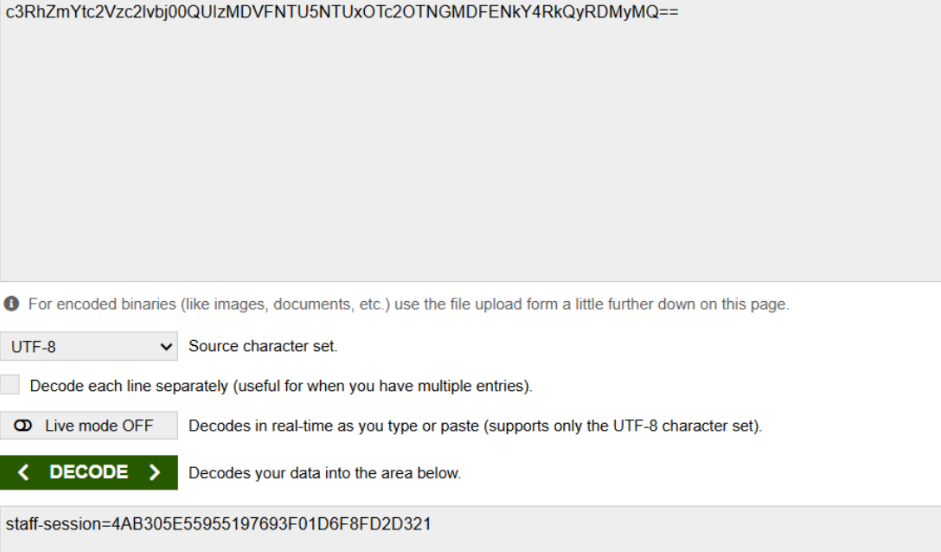 c3RhZmYtc2Vzc2lvbj00QUIzMDVFNTU5NTUxOTc2OTNGMDFENkY4RkQyRDMyMQ==
For encoded binaries (like images, documents, etc.) use the file upload form a little further down on this page.
UTF-8 Source character set.
Decode each line separately (useful for when you have multiple entries).
Live mode OFF Decodes in real-time as you type or paste (supports only the UTF-8 character set).
< DECODE > Decodes your data into the area below.
staff-session=4AB305E55955197693F01D6F8FD2D321